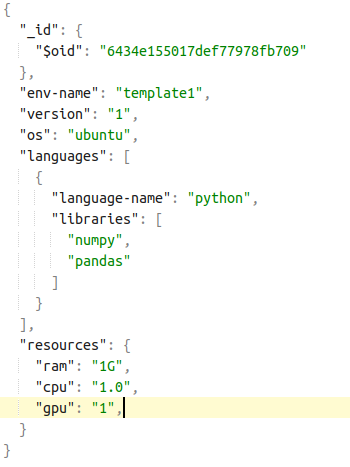 {
  "_id": {
    "$oid": "6434e155017def77978fb709"
  },
  "env-name": "template1",
  "version": "1",
  "os": "ubuntu",
  "languages": [
    {
      "language-name": "python",
      "libraries": [
        "numpy",
        "pandas"
      ]
    }
  ],
  "resources": {
    "ram": "1G",
    "cpu": "1.0",
    "gpu": "1",
  }
}